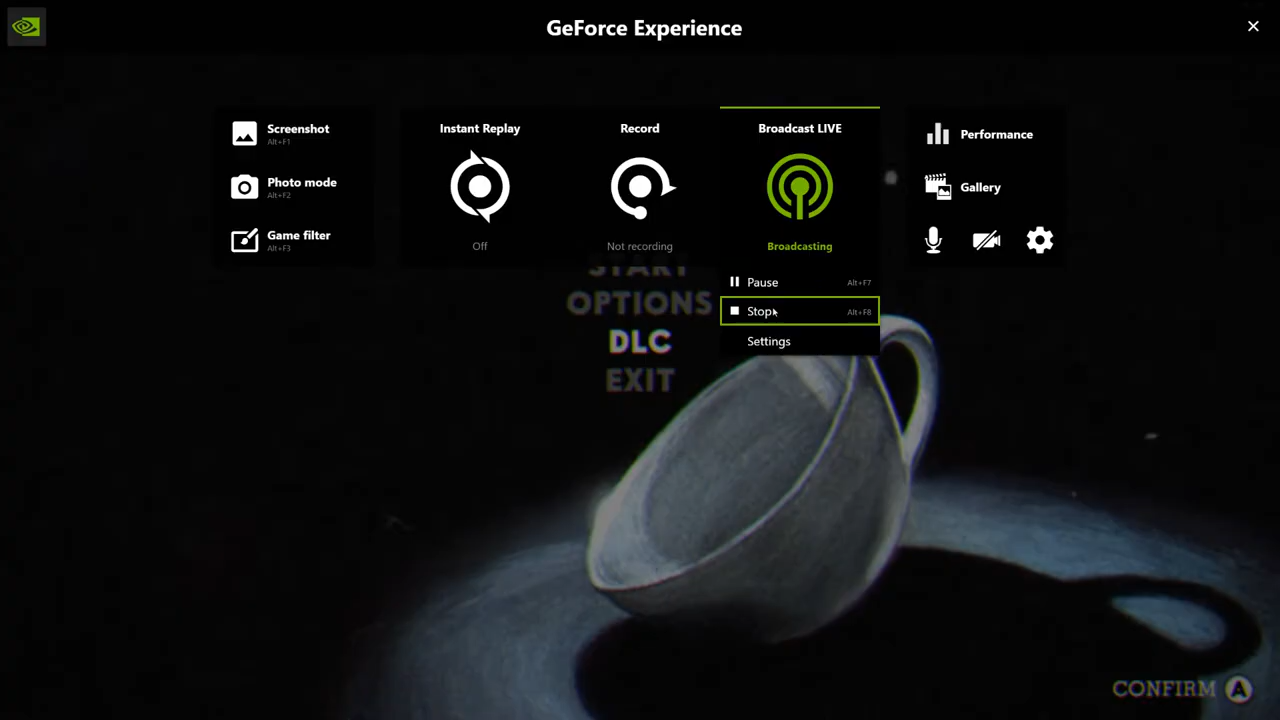 GeForce Experience
Screenshot
Alt+F1
Photo mode
Alt+F2
Game filter
Alt+F3
Instant Replay
Off
Record
Not recording
Broadcast LIVE
Broadcasting
Pause Alt+F7
Stop Alt+F8
Settings
Performance
Gallery
START
OPTIONS
DLC
EXIT
CONFIRM A